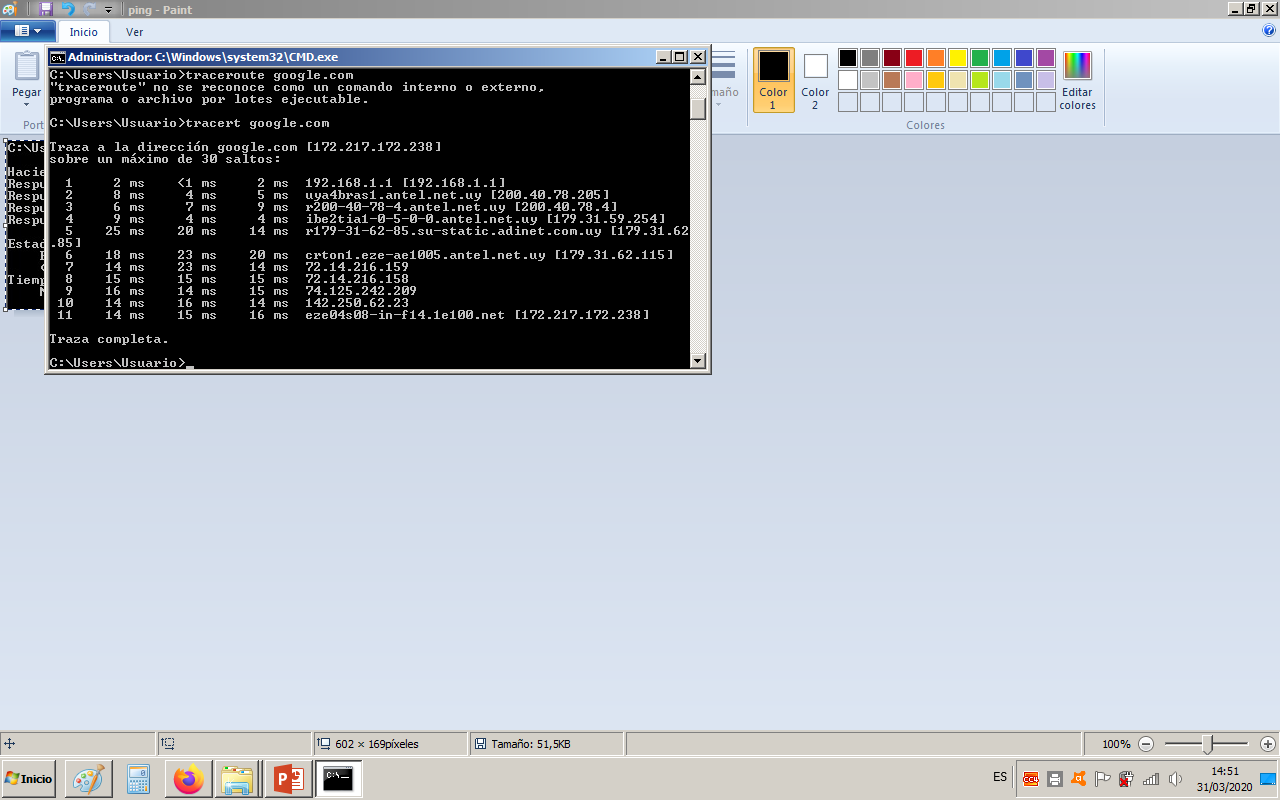 ping - Paint
Inicio
Ver
Pegar
Color 1
Color 2
Editar colores
Colores
Administrador: C:\Windows\system32\CMD.exe
C:\Users\Usuario>traceroute google.com
"traceroute" no se reconoce como un comando interno o externo,
programa o archivo por lotes ejecutable.
C:\Users\Usuario>tracert google.com
Traza a la dirección google.com [172.217.172.238]
sobre un máximo de 30 saltos:
1 2 ms <1 ms 2 ms 192.168.1.1 [192.168.1.1]
2 8 ms 4 ms 5 ms uya4bras1.antel.net.uy [200.40.78.205]
3 6 ms 7 ms 9 ms r200-40-78-4.antel.net.uy [200.40.78.4]
4 9 ms 4 ms 4 ms ibe2tia1-0-5-0-0.antel.net.uy [179.31.59.254]
5 25 ms 20 ms 14 ms r179-31-62-85.su-static.adinet.com.uy [179.31.62
.85]
6 18 ms 23 ms 20 ms crton1.eze-ae1005.antel.net.uy [179.31.62.115]
7 14 ms 23 ms 14 ms 72.14.216.159
8 15 ms 15 ms 15 ms 72.14.216.158
9 16 ms 14 ms 15 ms 74.125.242.209
10 14 ms 16 ms 14 ms 142.250.62.23
11 14 ms 15 ms 16 ms eze04s08-in-f14.1e100.net [172.217.172.238]
Traza completa.
C:\Users\Usuario>_
602 × 169píxeles
Tamaño: 51,5KB
100%
Inicio
ES
14:51
31/03/2020